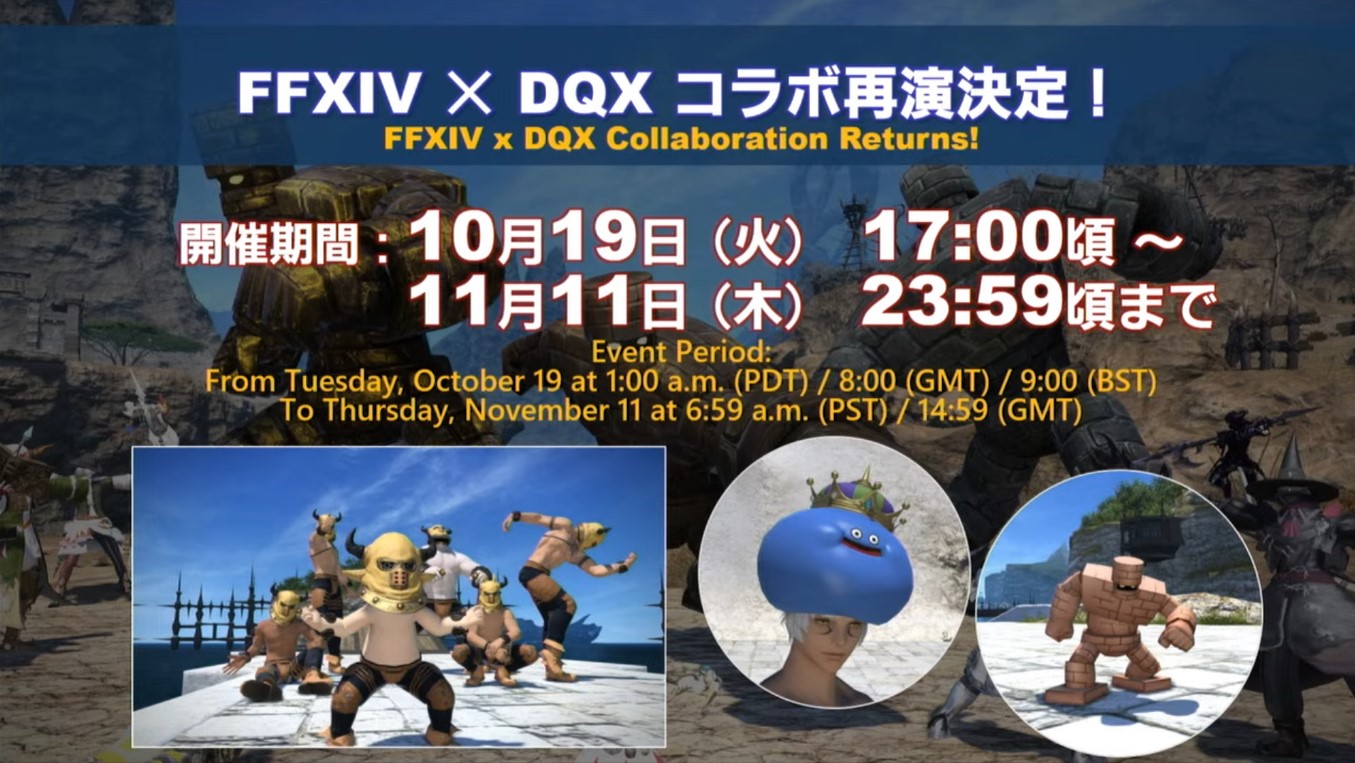 FFXIV × DQX コラボ再演決定！
FFXIV x DQX Collaboration Returns!
開催期間：10月19日（火） 17:00頃 ～
11月11日（木） 23:59頃まで
Event Period:
From Tuesday, October 19 at 1:00 a.m. (PDT) / 8:00 (GMT) / 9:00 (BST)
To Thursday, November 11 at 6:59 a.m. (PST) / 14:59 (GMT)